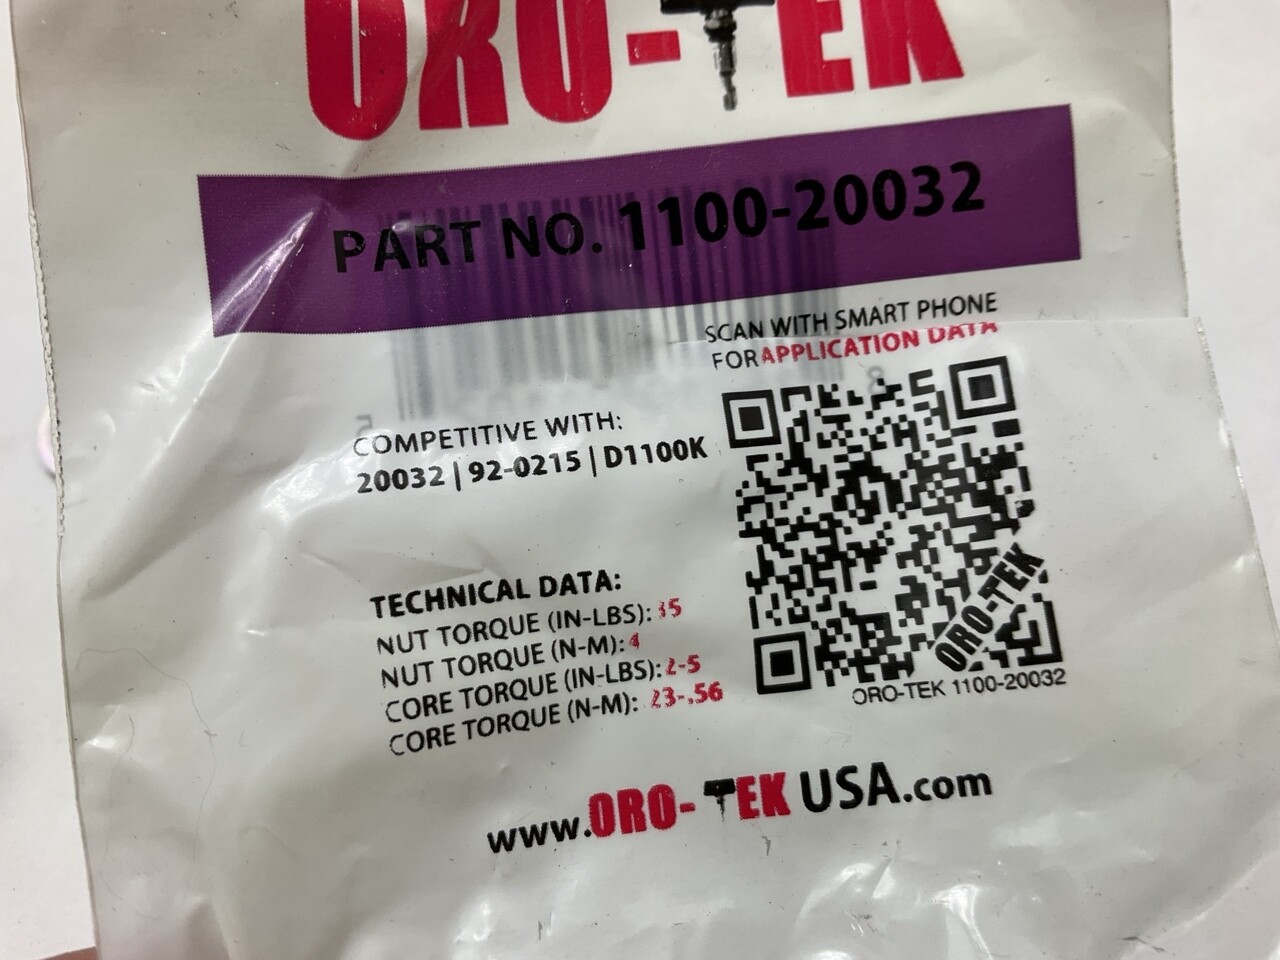 ORO-TEK
PART NO. 1100-20032
SCAN WITH SMART PHONE
FOR APPLICATION DATA
COMPETITIVE WITH:
20032 | 92-0215 | D1100K
TECHNICAL DATA:
NUT TORQUE (IN-LBS): 35
NUT TORQUE (N-M): 4
CORE TORQUE (IN-LBS): 2-5
CORE TORQUE (N-M): 23-.56
ORO-TEK
ORO-TEK 1100-20032
www.ORO-TEK USA.com